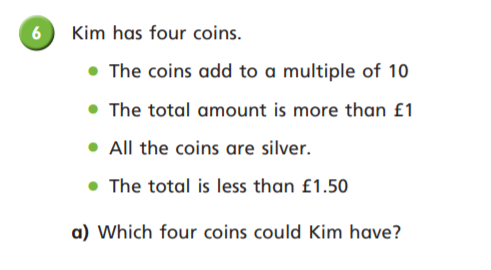 6 Kim has four coins.
• The coins add to a multiple of 10
• The total amount is more than £1
• All the coins are silver.
• The total is less than £1.50
a) Which four coins could Kim have?